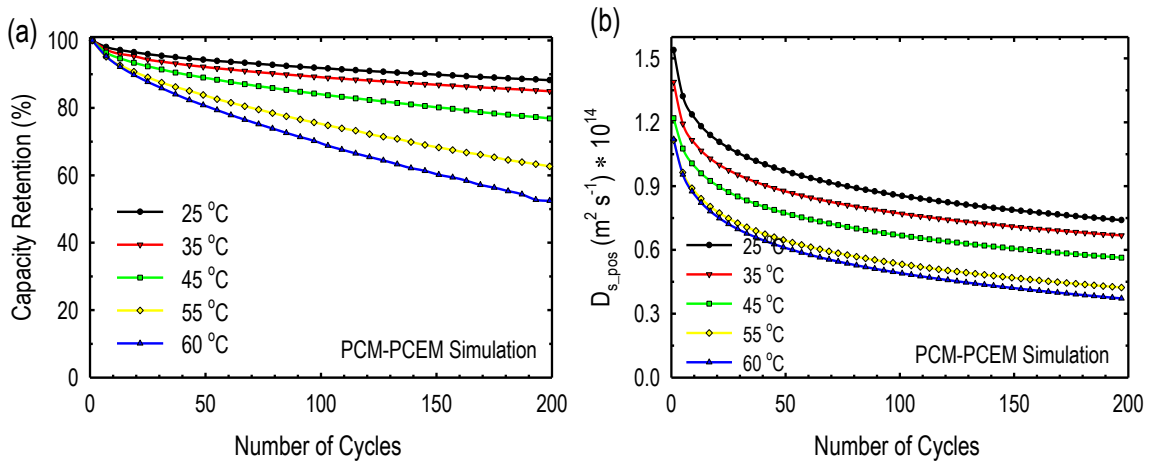 (a)
100
80
60
40
20
0
Capacity Retention (%)
25 °C
35 °C
45 °C
55 °C
60 °C
PCM-PCEM Simulation
0 50 100 150 200
Number of Cycles
(b)
1.5
1.2
0.9
0.6
0.3
0.0
D_{s_pos} (m² s⁻¹) * 10¹⁴
25 °C
35 °C
45 °C
55 °C
60 °C
PCM-PCEM Simulation
0 50 100 150 200
Number of Cycles